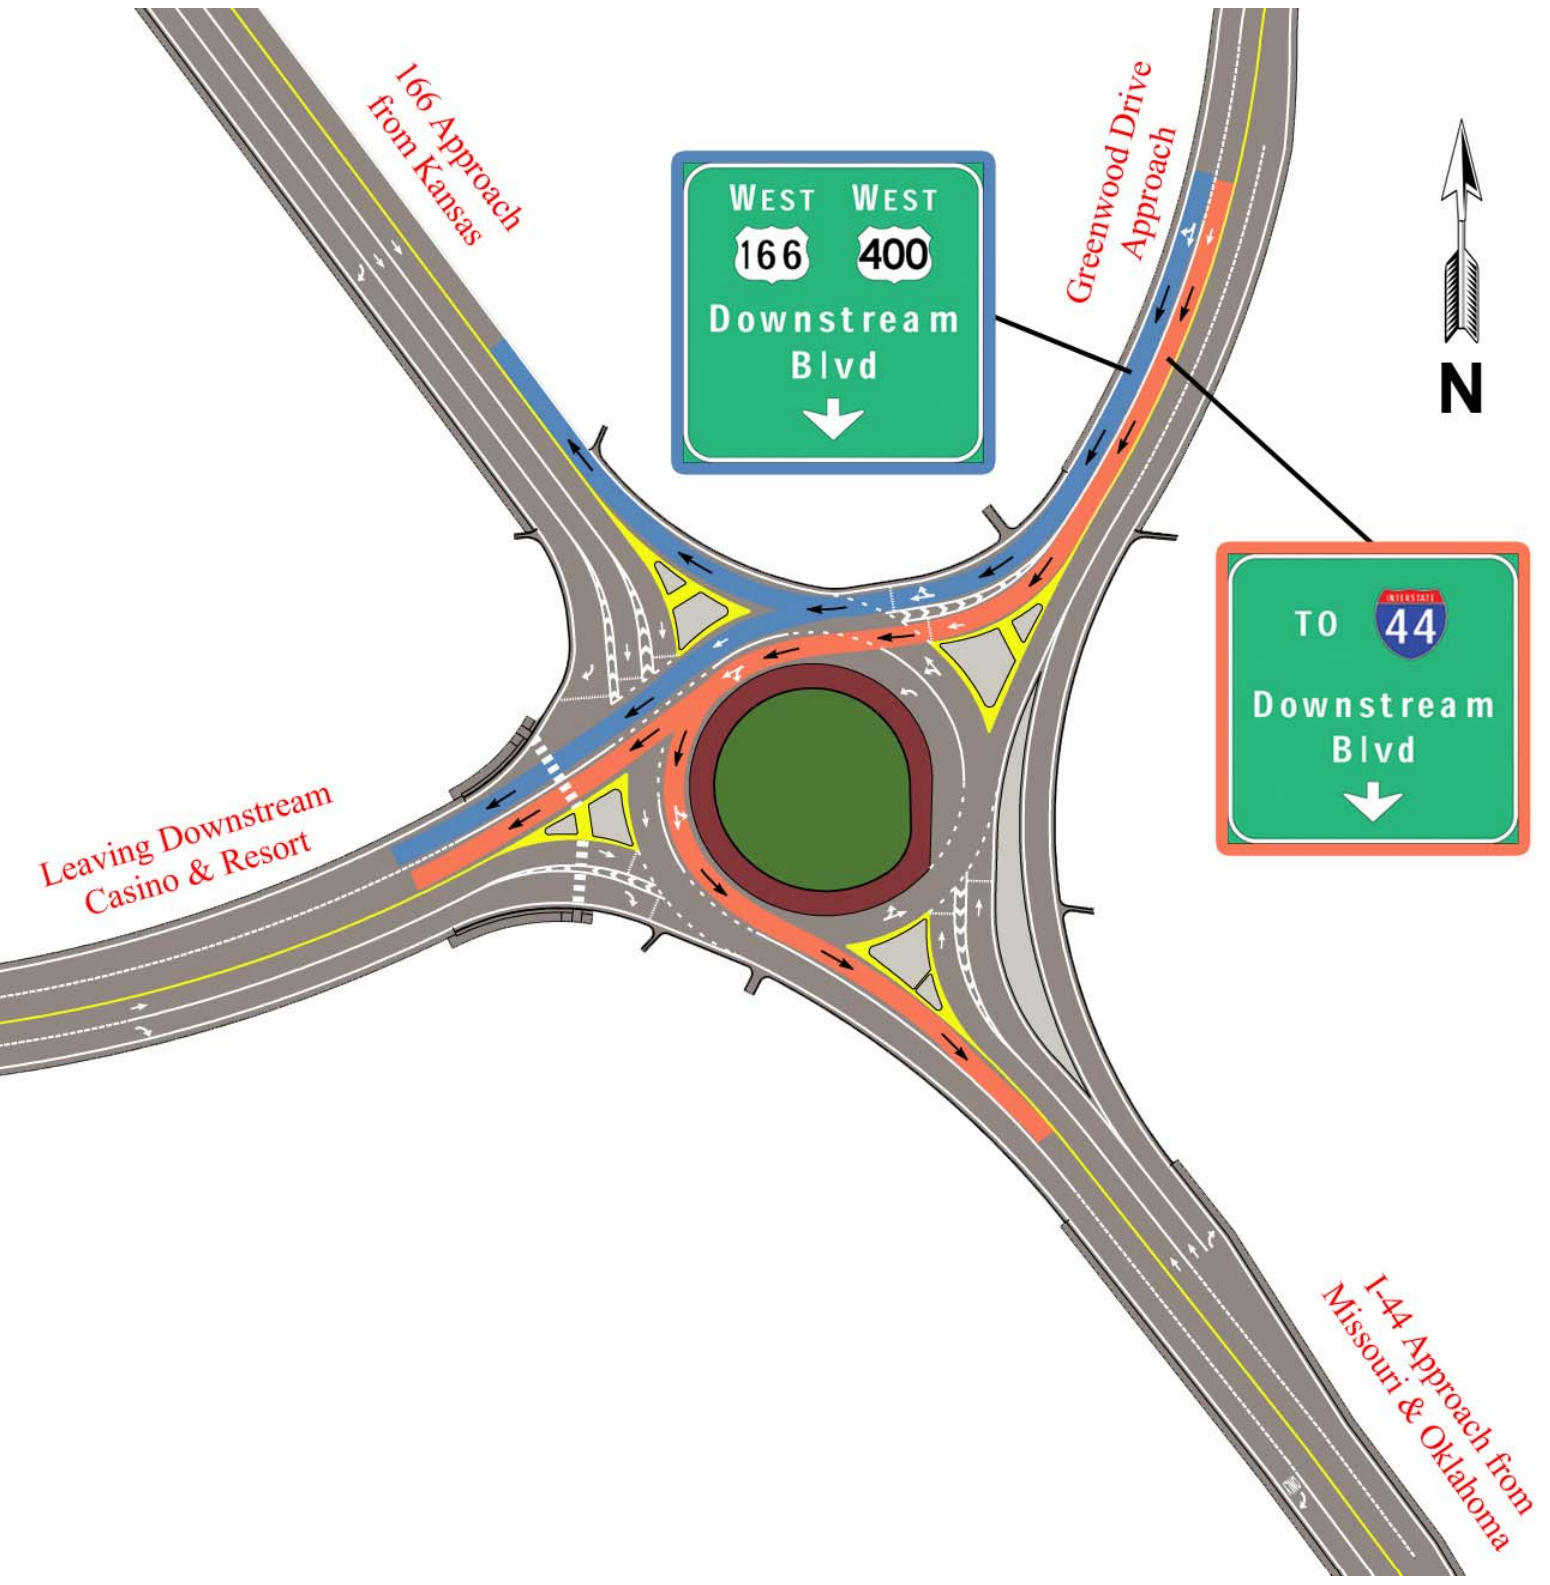 166 Approach
from Kansas
Greenwood Drive
Approach
WEST WEST
166 400
Downstream
Blvd
N
INTERSTATE
TO 44
Downstream
Blvd
Leaving Downstream
Casino & Resort
I-44 Approach from
Missouri & Oklahoma